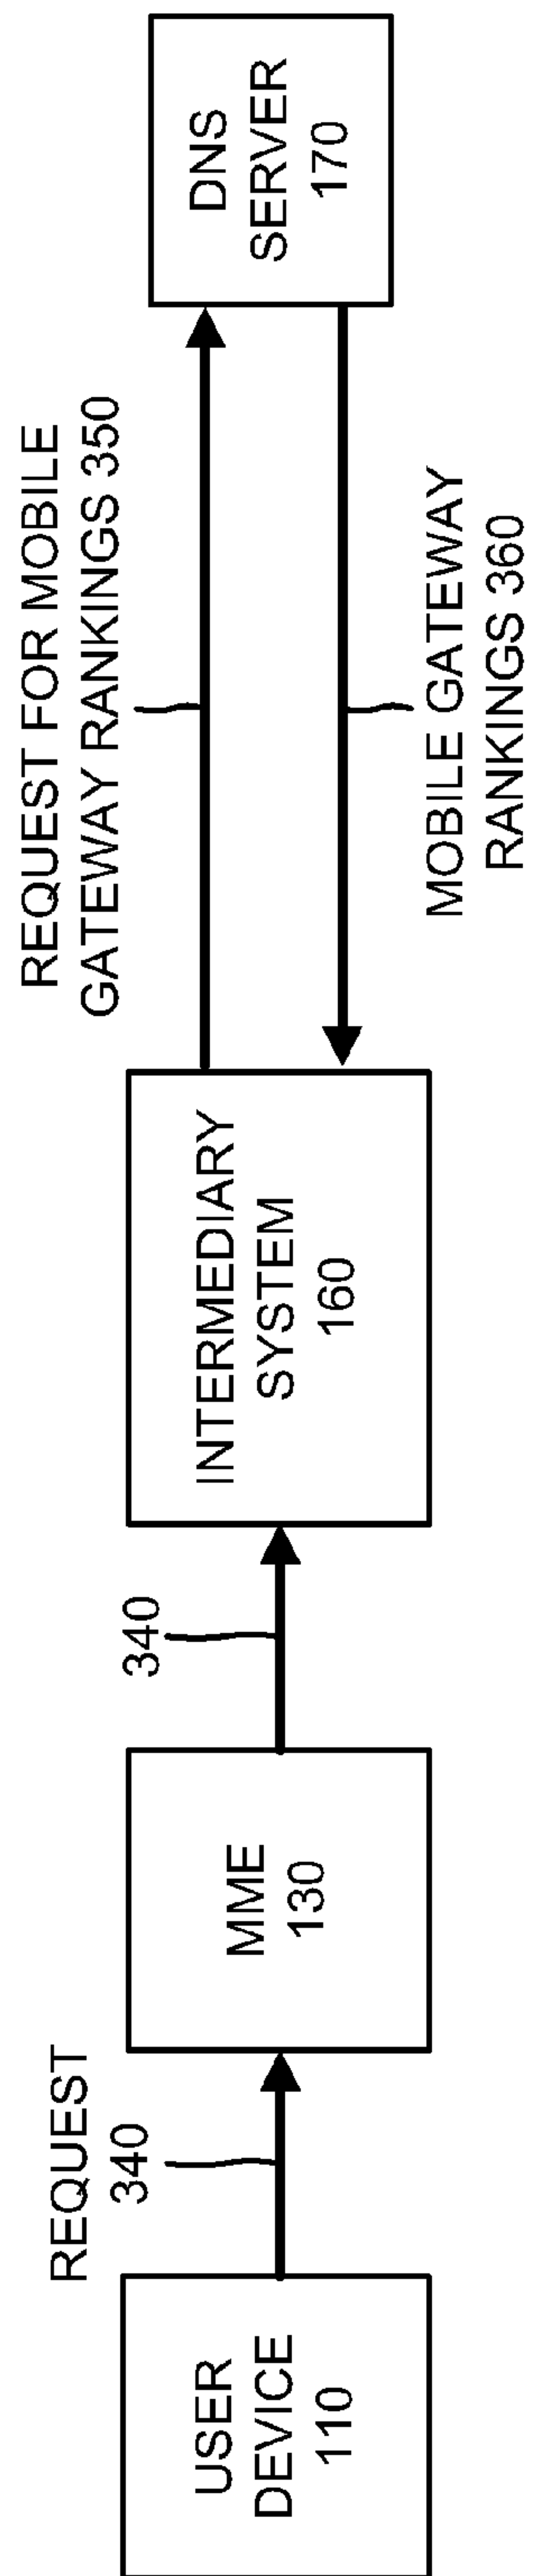 REQUEST
340
340
REQUEST FOR MOBILE
GATEWAY RANKINGS 350
USER
DEVICE
110
MME
130
INTERMEDIARY
SYSTEM
160
DNS
SERVER
170
MOBILE GATEWAY
RANKINGS 360